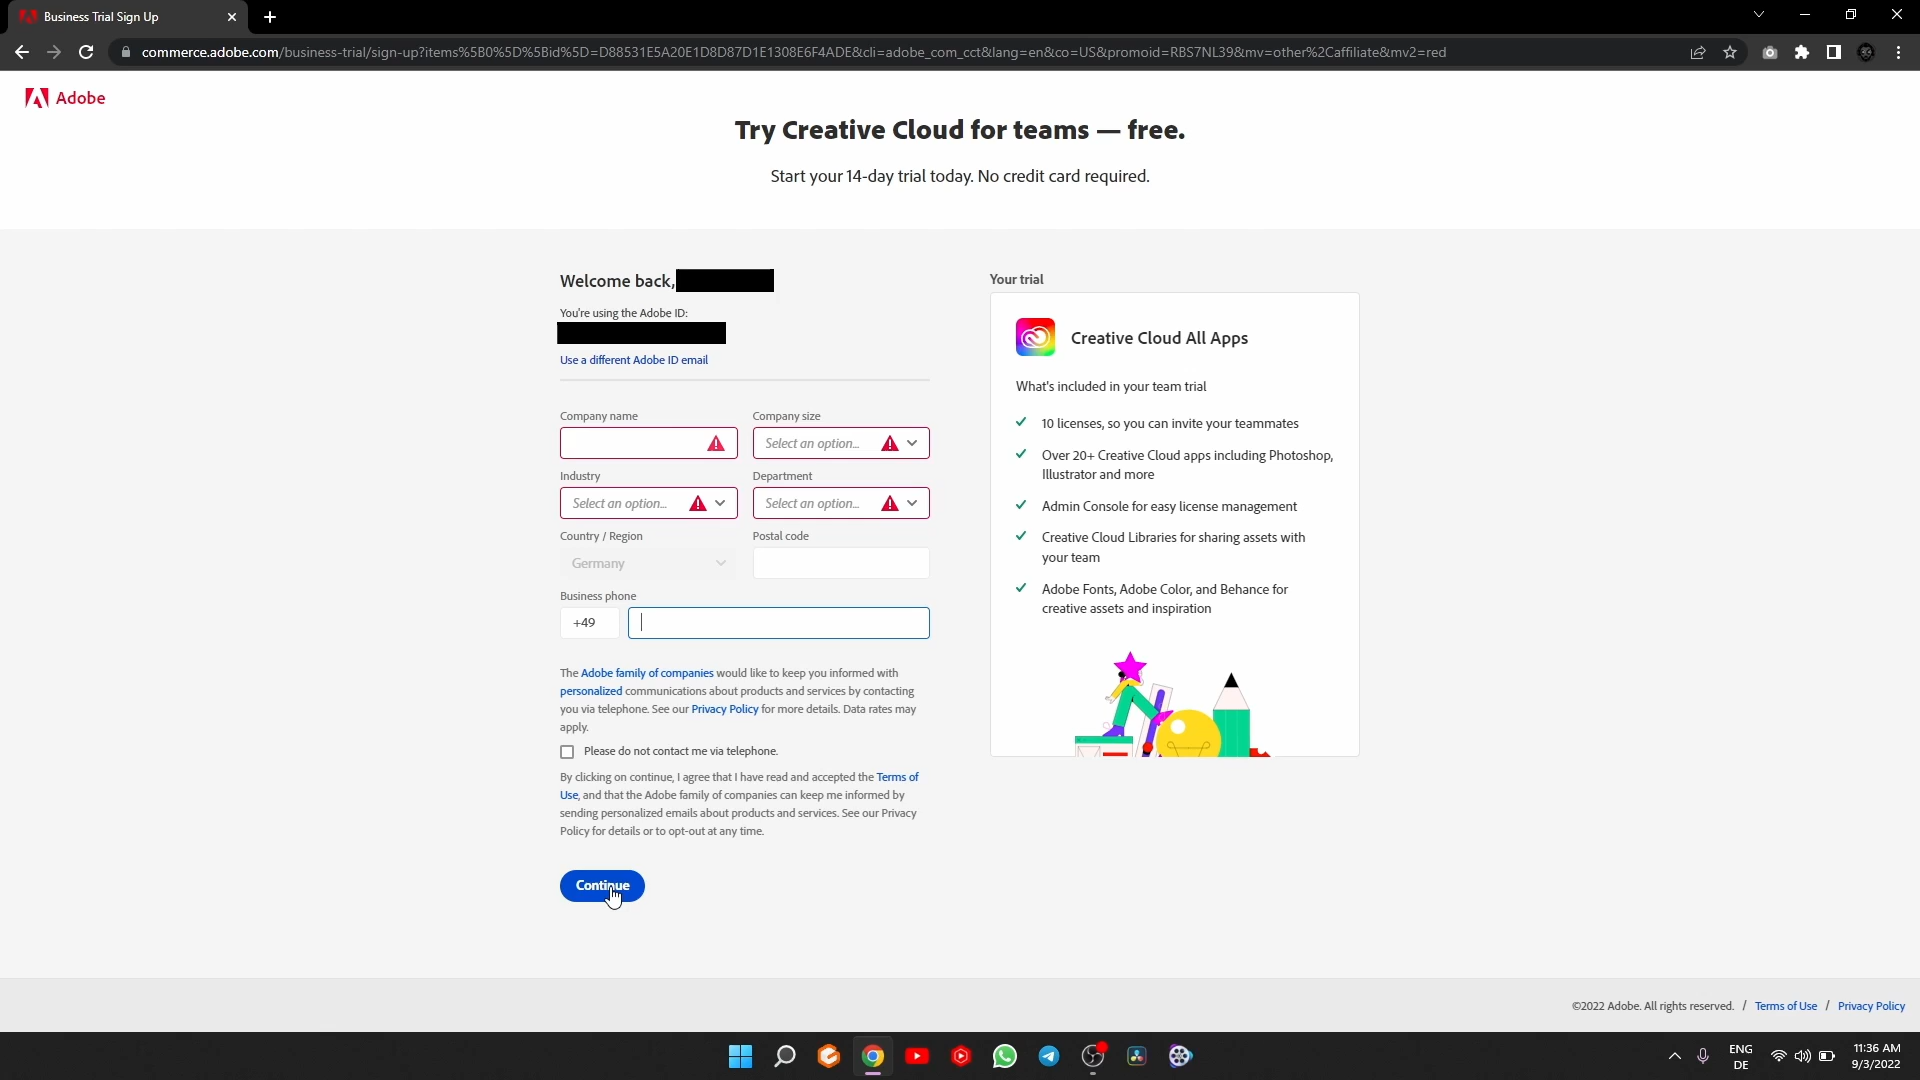 Business Trial Sign Up
commerce.adobe.com/business-trial/sign-up?items%5B0%5D%5Bid%5D=D88531E5A20E1D8D87D1E1308E6F4ADE&cli=adobe_com_cct&lang=en&co=US&promoid=RBS7NL39&mv=other%2Caffiliate&mv2=red
Adobe
Try Creative Cloud for teams — free.
Start your 14-day trial today. No credit card required.
Welcome back,
You're using the Adobe ID:
Use a different Adobe ID email
Company name
Company size
Select an option...
Industry
Department
Select an option...
Select an option...
Country / Region
Postal code
Germany
Business phone
+49
The Adobe family of companies would like to keep you informed with
personalized communications about products and services by contacting
you via telephone. See our Privacy Policy for more details. Data rates may
apply.
Please do not contact me via telephone.
By clicking on continue, I agree that I have read and accepted the Terms of
Use, and that the Adobe family of companies can keep me informed by
sending personalized emails about products and services. See our Privacy
Policy for details or to opt-out at any time.
Continue
Your trial
Creative Cloud All Apps
What's included in your team trial
10 licenses, so you can invite your teammates
Over 20+ Creative Cloud apps including Photoshop,
Illustrator and more
Admin Console for easy license management
Creative Cloud Libraries for sharing assets with
your team
Adobe Fonts, Adobe Color, and Behance for
creative assets and inspiration
©2022 Adobe. All rights reserved. / Terms of Use / Privacy Policy
ENG
DE
11:36 AM
9/3/2022